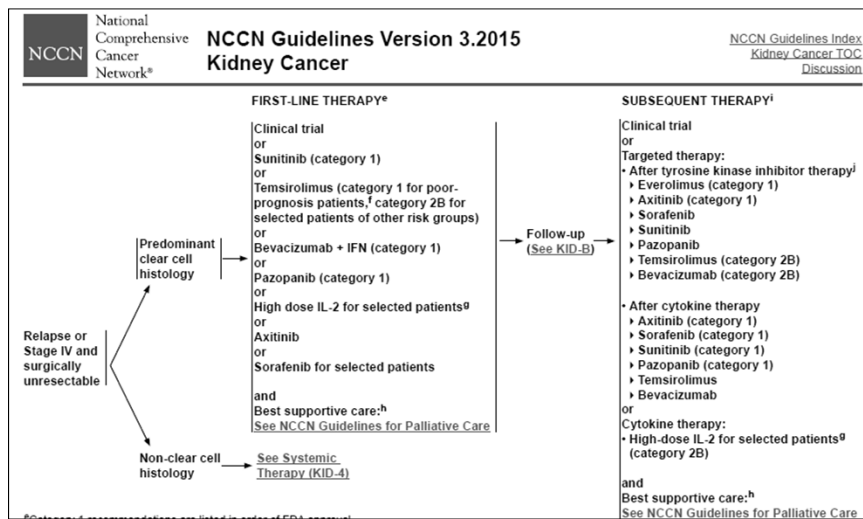 National
Comprehensive
NCCN Cancer
Network®
NCCN Guidelines Version 3.2015
Kidney Cancer
NCCN Guidelines Index
Kidney Cancer TOC
Discussion
Relapse or
Stage IV and
surgically
unresectable
Predominant
clear cell
histology
FIRST-LINE THERAPYe
Clinical trial
or
Sunitinib (category 1)
or
Temsirolimus (category 1 for poor-
prognosis patients,f category 2B for
selected patients of other risk groups)
or
Bevacizumab + IFN (category 1)
or
Pazopanib (category 1)
or
High dose IL-2 for selected patientsg
or
Axitinib
or
Sorafenib for selected patients
and
Best supportive care:h
See NCCN Guidelines for Palliative Care
Follow-up
(See KID-B)
SUBSEQUENT THERAPYi
Clinical trial
or
Targeted therapy:
• After tyrosine kinase inhibitor therapyj
Everolimus (category 1)
Axitinib (category 1)
Sorafenib
Sunitinib
Pazopanib
Temsirolimus (category 2B)
Bevacizumab (category 2B)
• After cytokine therapy
Axitinib (category 1)
Sorafenib (category 1)
Sunitinib (category 1)
Pazopanib (category 1)
Temsirolimus
Bevacizumab
or
Cytokine therapy:
• High-dose IL-2 for selected patientsg
(category 2B)
and
Best supportive care:h
See NCCN Guidelines for Palliative Care
Non-clear cell
histology
See Systemic
Therapy (KID-4)